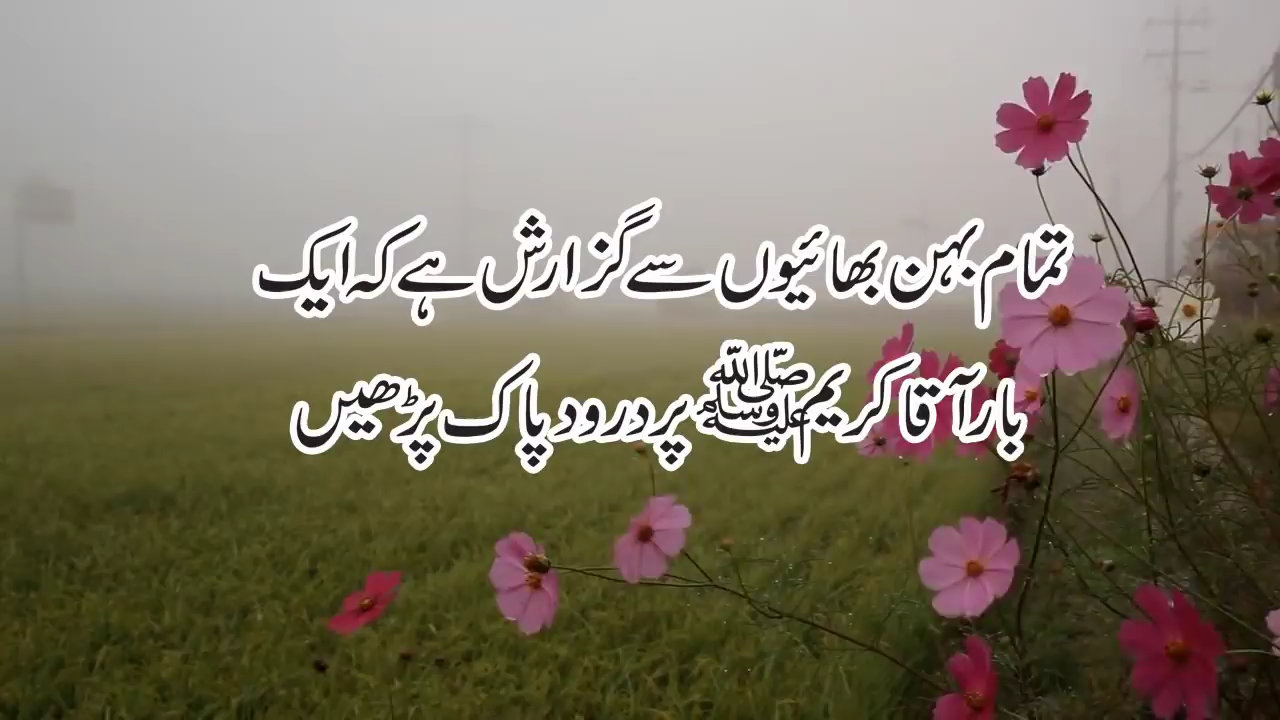 تمام بہن بھائیوں سے گزارش ہے کہ ایک
بار آقا کریم ﷺ پر درود پاک پڑھیں